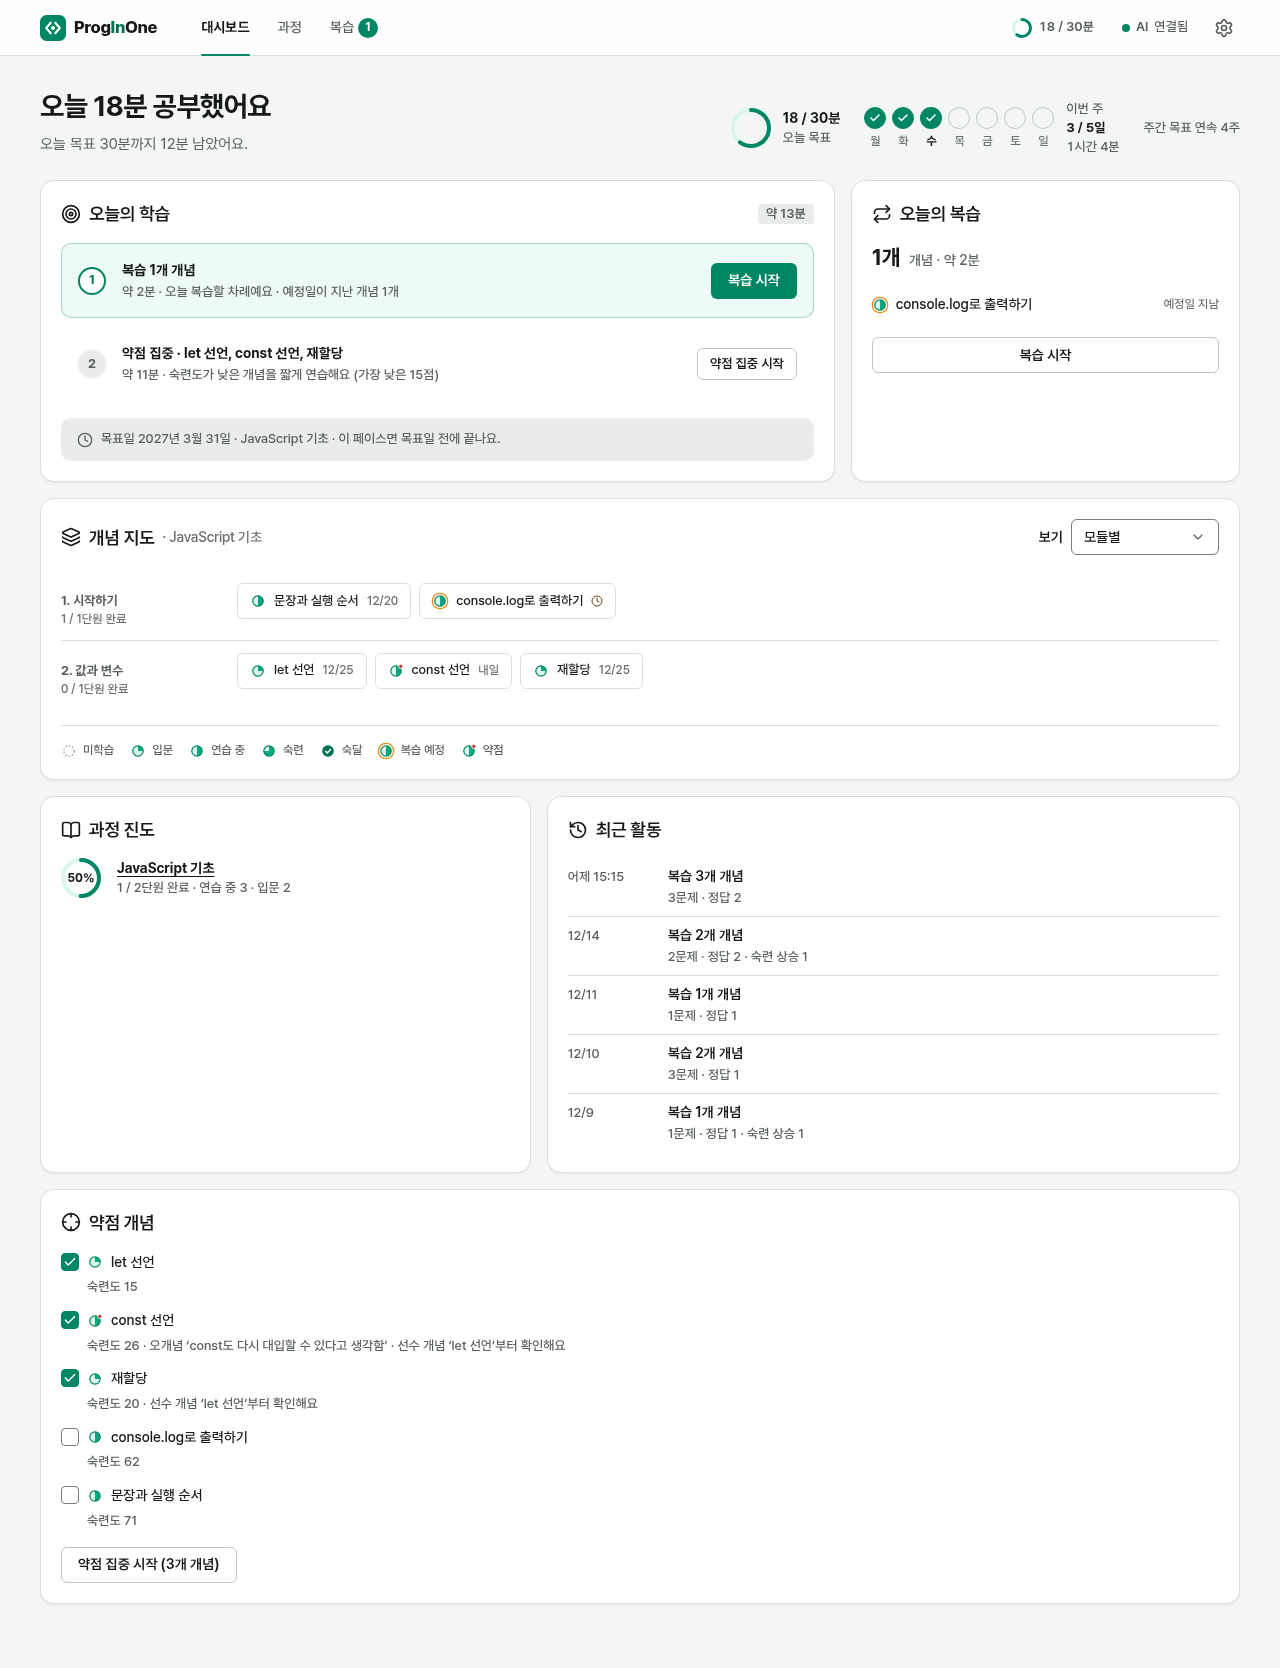 ProgInOne
대시보드
과정
복습 1
18 / 30분
AI 연결됨
오늘 18분 공부했어요
오늘 목표 30분까지 12분 남았어요.
18 / 30분
오늘 목표
월 화 수 목 금 토 일
이번 주
3 / 5일
1시간 4분
주간 목표 연속 4주
오늘의 학습
약 13분
1
복습 1개 개념
약 2분 · 오늘 복습할 차례예요 · 예정일이 지난 개념 1개
복습 시작
2
약점 집중 · let 선언, const 선언, 재할당
약 11분 · 숙련도가 낮은 개념을 짧게 연습해요 (가장 낮은 15점)
약점 집중 시작
목표일 2027년 3월 31일 · JavaScript 기초 · 이 페이스면 목표일 전에 끝나요.
오늘의 복습
1개 개념 · 약 2분
console.log로 출력하기
예정일 지남
복습 시작
개념 지도 · JavaScript 기초
보기
모듈별
1. 시작하기
1 / 1단원 완료
문장과 실행 순서 12/20
console.log로 출력하기
2. 값과 변수
0 / 1단원 완료
let 선언 12/25
const 선언 내일
재할당 12/25
미학습
입문
연습 중
숙련
숙달
복습 예정
약점
과정 진도
50%
JavaScript 기초
1 / 2단원 완료 · 연습 중 3 · 입문 2
최근 활동
어제 15:15
복습 3개 개념
3문제 · 정답 2
12/14
복습 2개 개념
2문제 · 정답 2 · 숙련 상승 1
12/11
복습 1개 개념
1문제 · 정답 1
12/10
복습 2개 개념
3문제 · 정답 1
12/9
복습 1개 개념
1문제 · 정답 1 · 숙련 상승 1
약점 개념
let 선언
숙련도 15
const 선언
숙련도 26 · 오개념 ‘const도 다시 대입할 수 있다고 생각함’ · 선수 개념 ‘let 선언’부터 확인해요
재할당
숙련도 20 · 선수 개념 ‘let 선언’부터 확인해요
console.log로 출력하기
숙련도 62
문장과 실행 순서
숙련도 71
약점 집중 시작 (3개 개념)